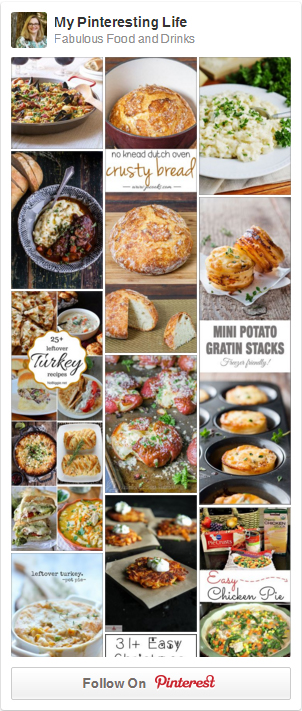 My Pinteresting Life
Fabulous Food and Drinks
no knead dutch oven
crusty bread
25+
leftover
Turkey
recipes
MINI POTATO
GRATIN STACKS
Freezer friendly!
leftover turkey
-pot pie-
Easy
Chicken Pie
31+ Easy
Follow On Pinterest